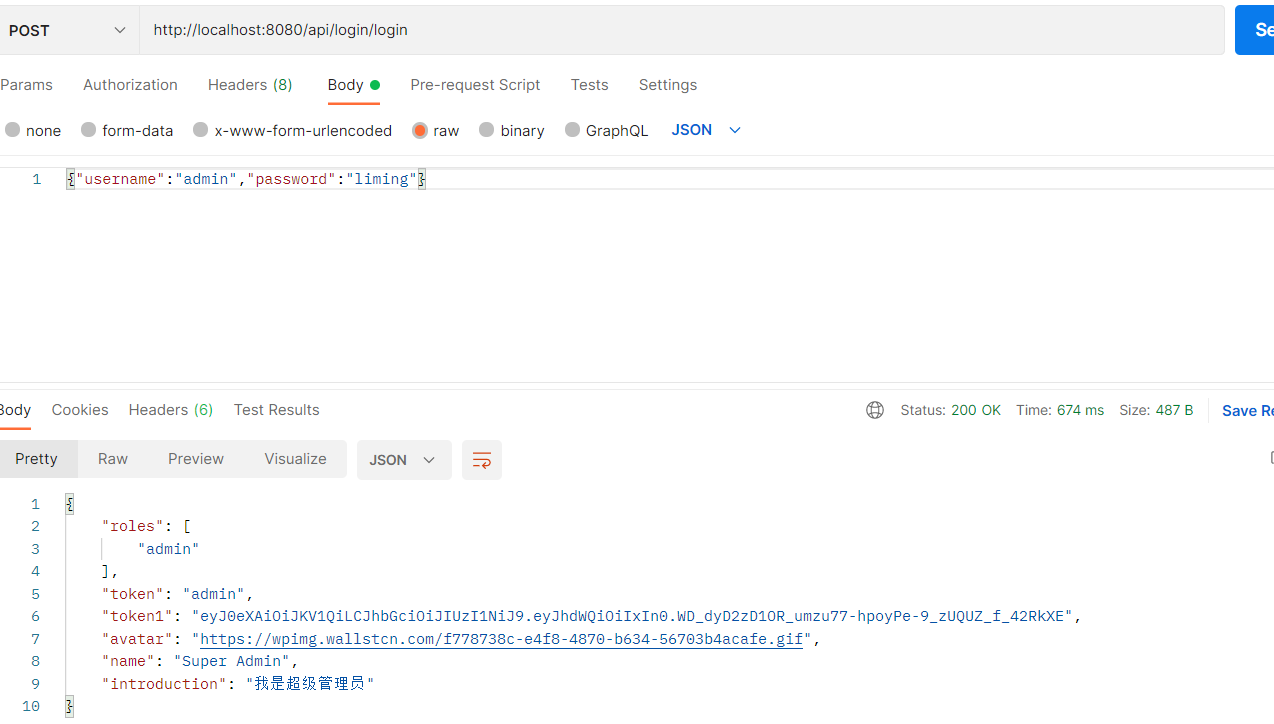 POST http://localhost:8080/api/login/login
Params Authorization Headers (8) Body Pre-request Script Tests Settings
none form-data x-www-form-urlencoded raw binary GraphQL JSON
1 {"username":"admin","password":"liming"}
Body Cookies Headers (6) Test Results Status: 200 OK Time: 674 ms Size: 487 B Save
Pretty Raw Preview Visualize JSON
1 {
2 "roles": [
3 "admin"
4 ],
5 "token": "admin",
6 "token1": "eyJ0eXAiOiJKV1QiLCJhbGciOiJIUzI1NiJ9.eyJhdWQiOiIxIn0.WD_dyD2zD1OR_umzu77-hpoyPe-9_zUQUZ_f_42RkXE",
7 "avatar": "https://wpimg.wallstcn.com/f778738c-e4f8-4870-b634-56703b4acafe.gif",
8 "name": "Super Admin",
9 "introduction": "我是超级管理员"
10 }